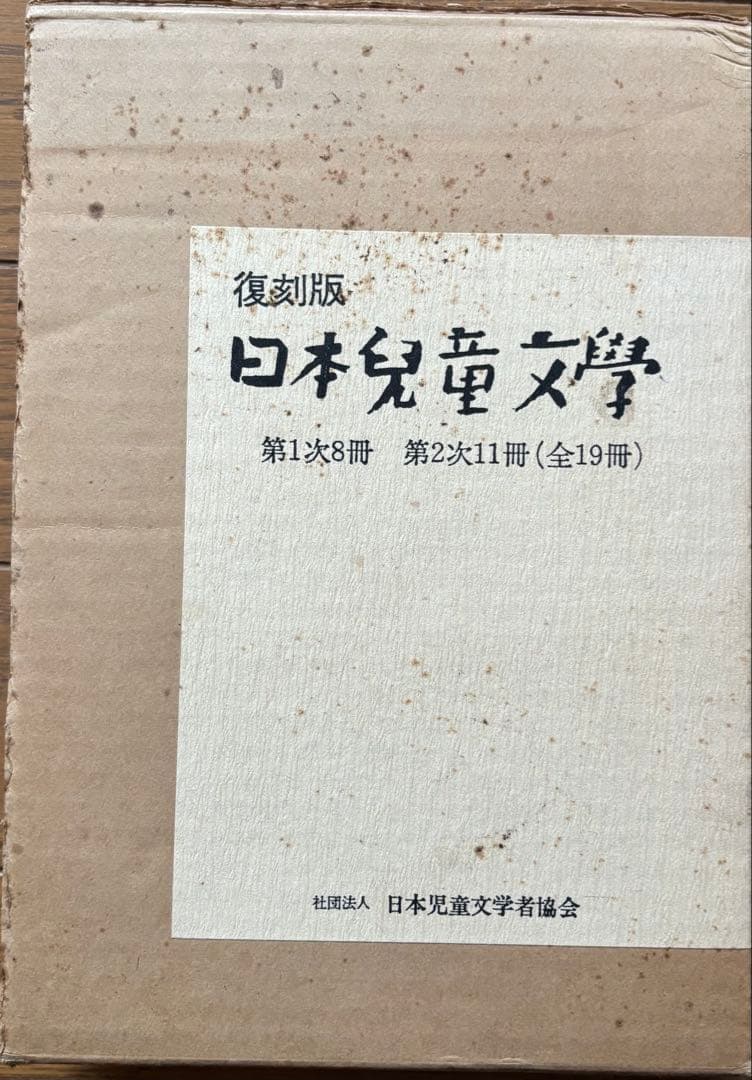 復刻版
日本兒童文學
第1次8冊　第2次11冊(全19冊)
社団法人　日本児童文学者協会